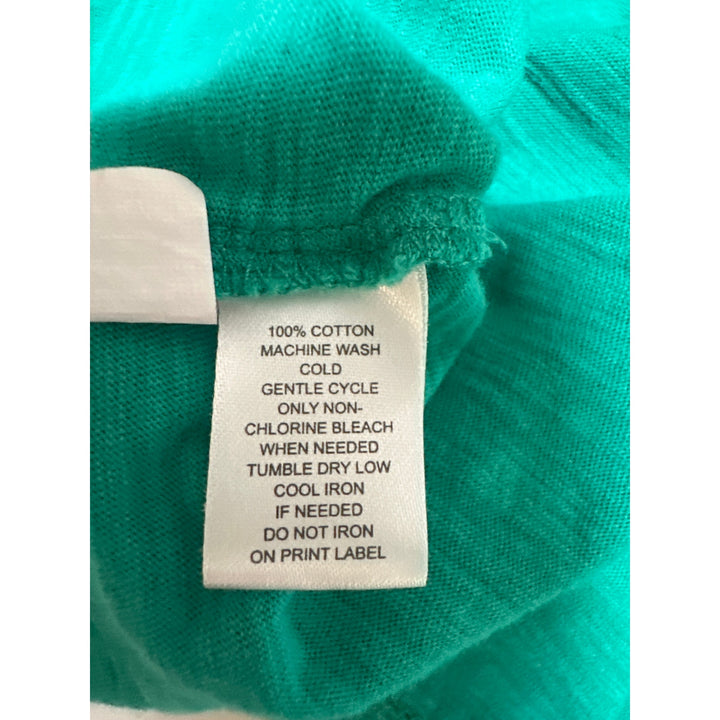 100% COTTON
MACHINE WASH
COLD
GENTLE CYCLE
ONLY NON-
CHLORINE BLEACH
WHEN NEEDED
TUMBLE DRY LOW
COOL IRON
IF NEEDED
DO NOT IRON
ON PRINT LABEL